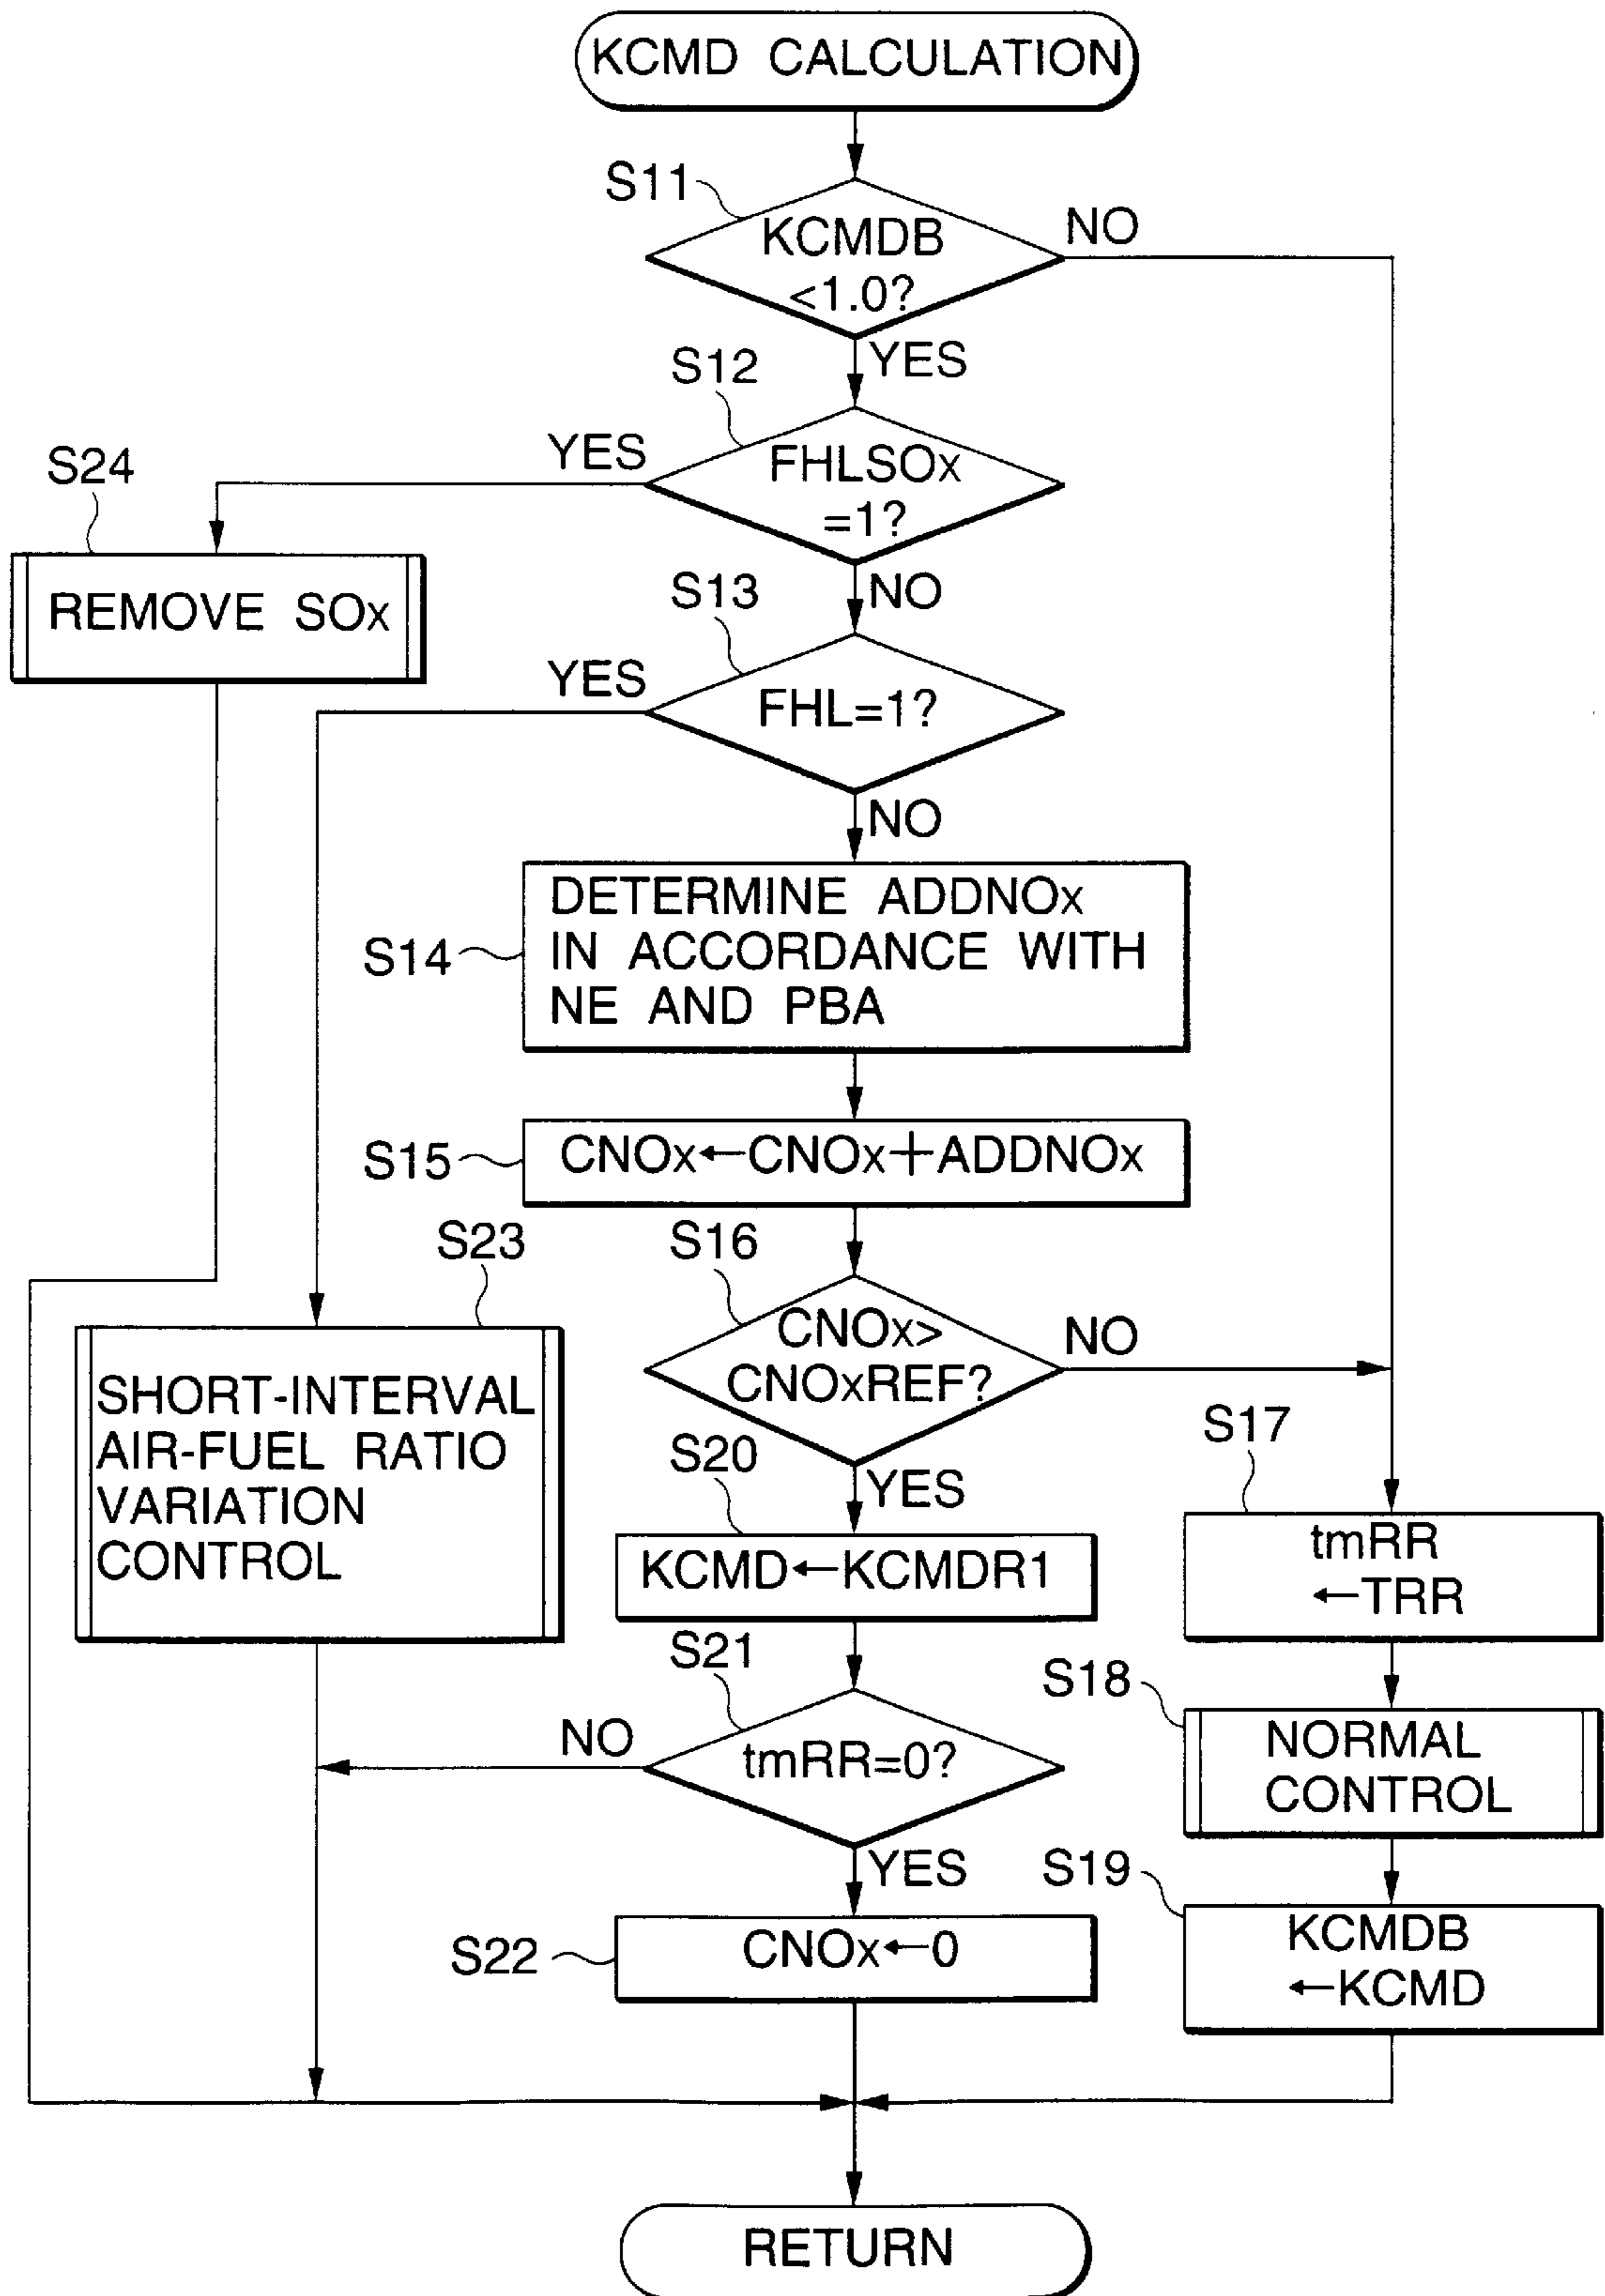 KCMD CALCULATION
S11
KCMDB
<1.0?
NO
YES
S12
FHLSOx
=1?
YES
NO
S24
REMOVE SOx
S13
FHL=1?
YES
NO
S14
DETERMINE ADDNOx
IN ACCORDANCE WITH
NE AND PBA
S15
CNOx←CNOx+ADDNOx
S16
CNOx>
CNOxREF?
NO
YES
S23
SHORT-INTERVAL
AIR-FUEL RATIO
VARIATION
CONTROL
S20
KCMD←KCMDR1
S17
tmRR
←TRR
S21
tmRR=0?
NO
YES
S18
NORMAL
CONTROL
S22
CNOx←0
S19
KCMDB
←KCMD
RETURN